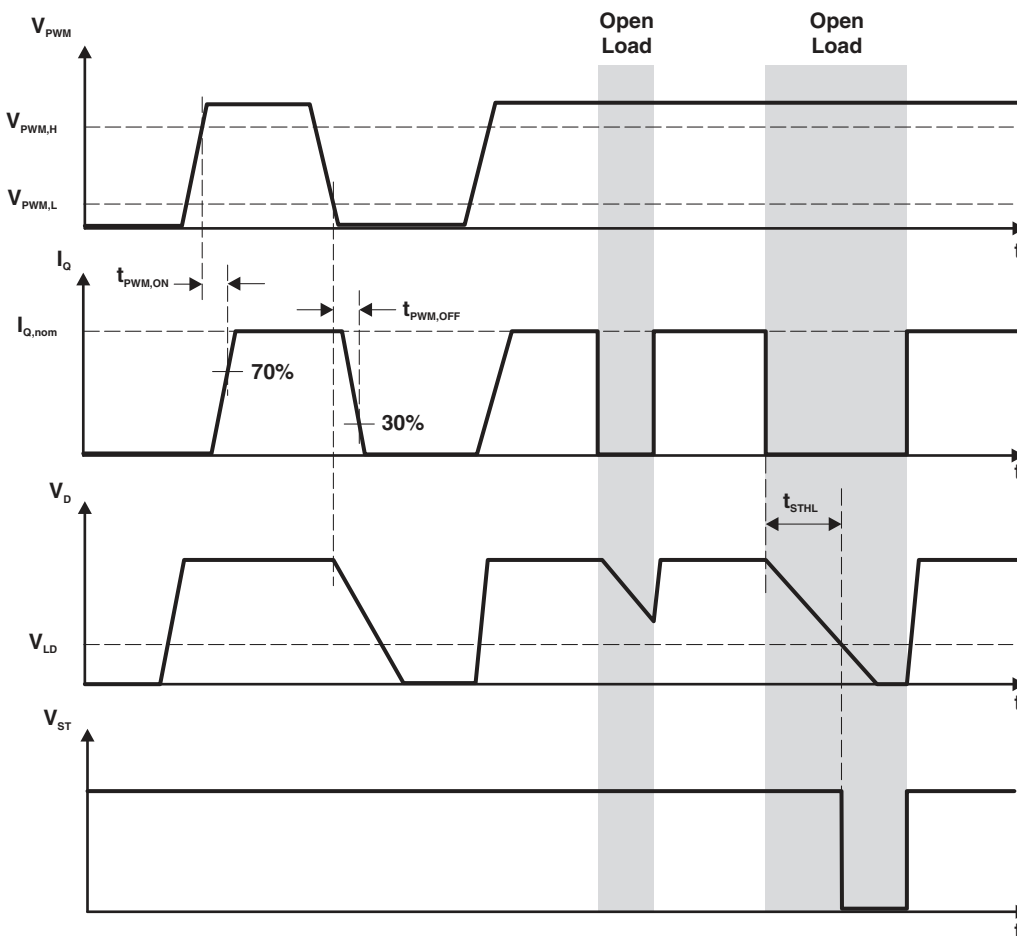 Open
Load
Open
Load
V_PWM
V_PWM,H
V_PWM,L
t
I_Q
t_PWM,ON
t_PWM,OFF
I_Q,nom
70%
30%
t
V_D
t_STHL
V_LD
t
V_ST
t